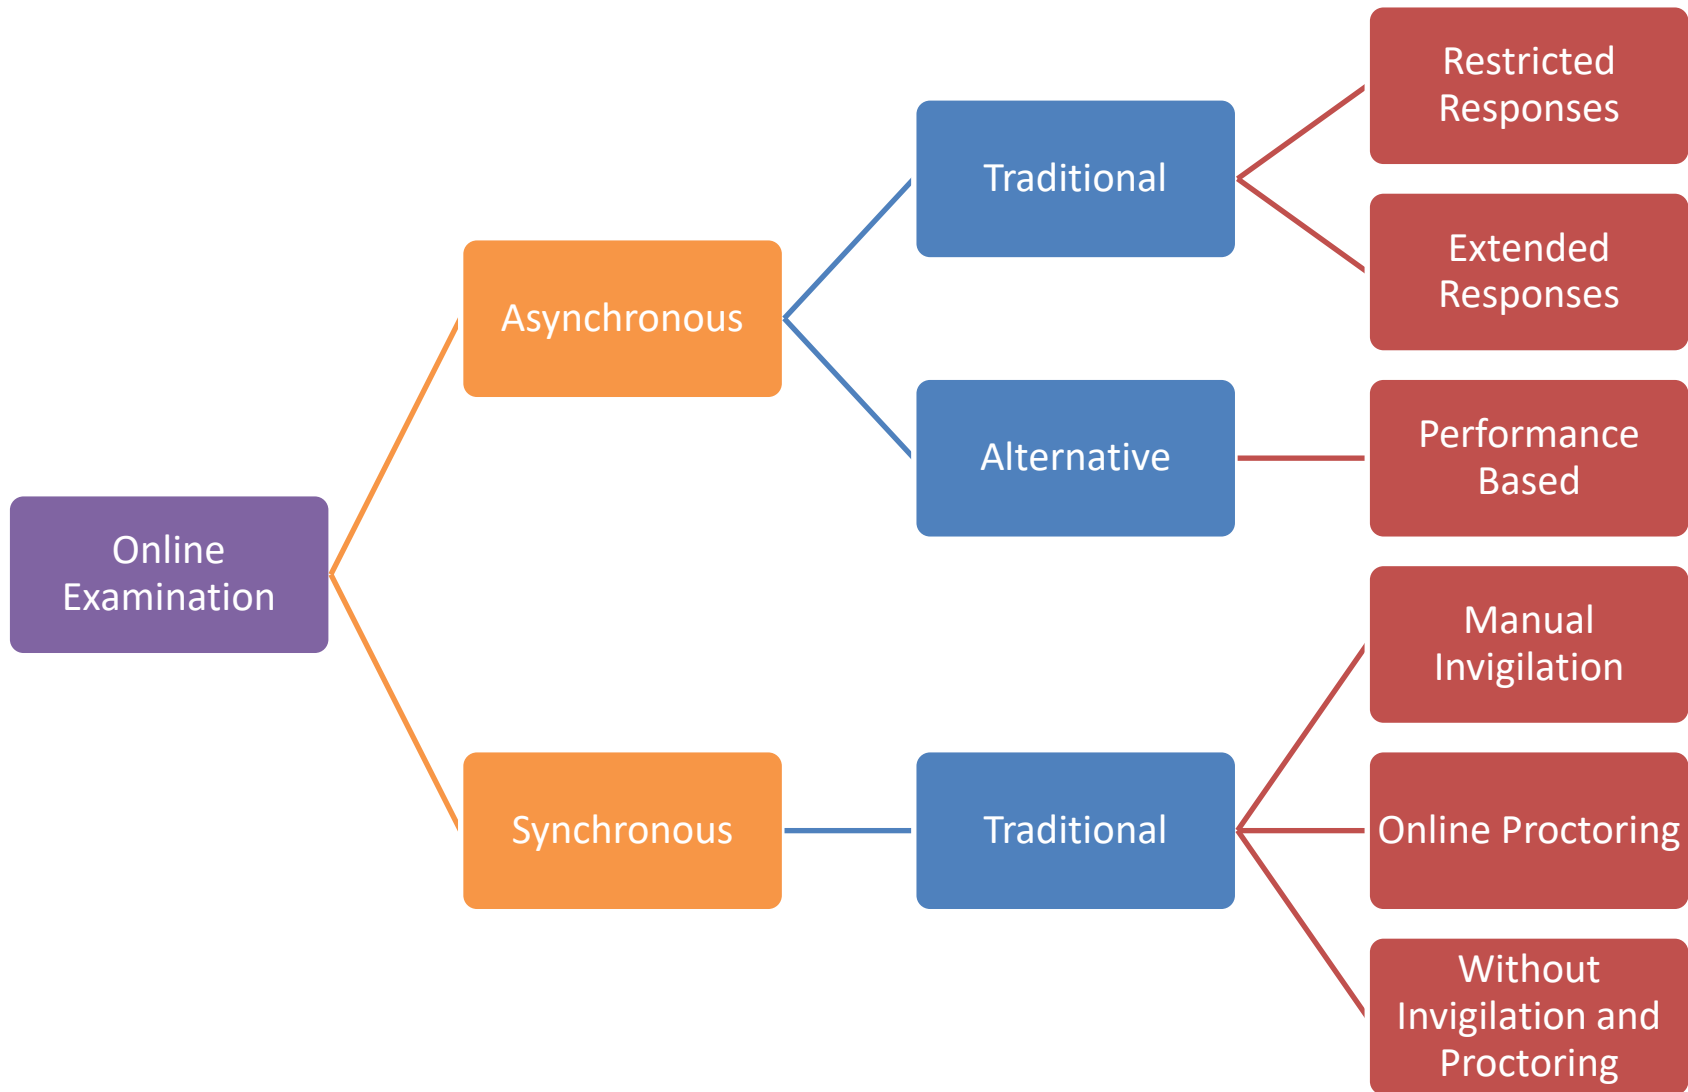 Online
Examination
Asynchronous
Traditional
Restricted
Responses
Extended
Responses
Alternative
Performance
Based
Synchronous
Traditional
Manual
Invigilation
Online Proctoring
Without
Invigilation and
Proctoring